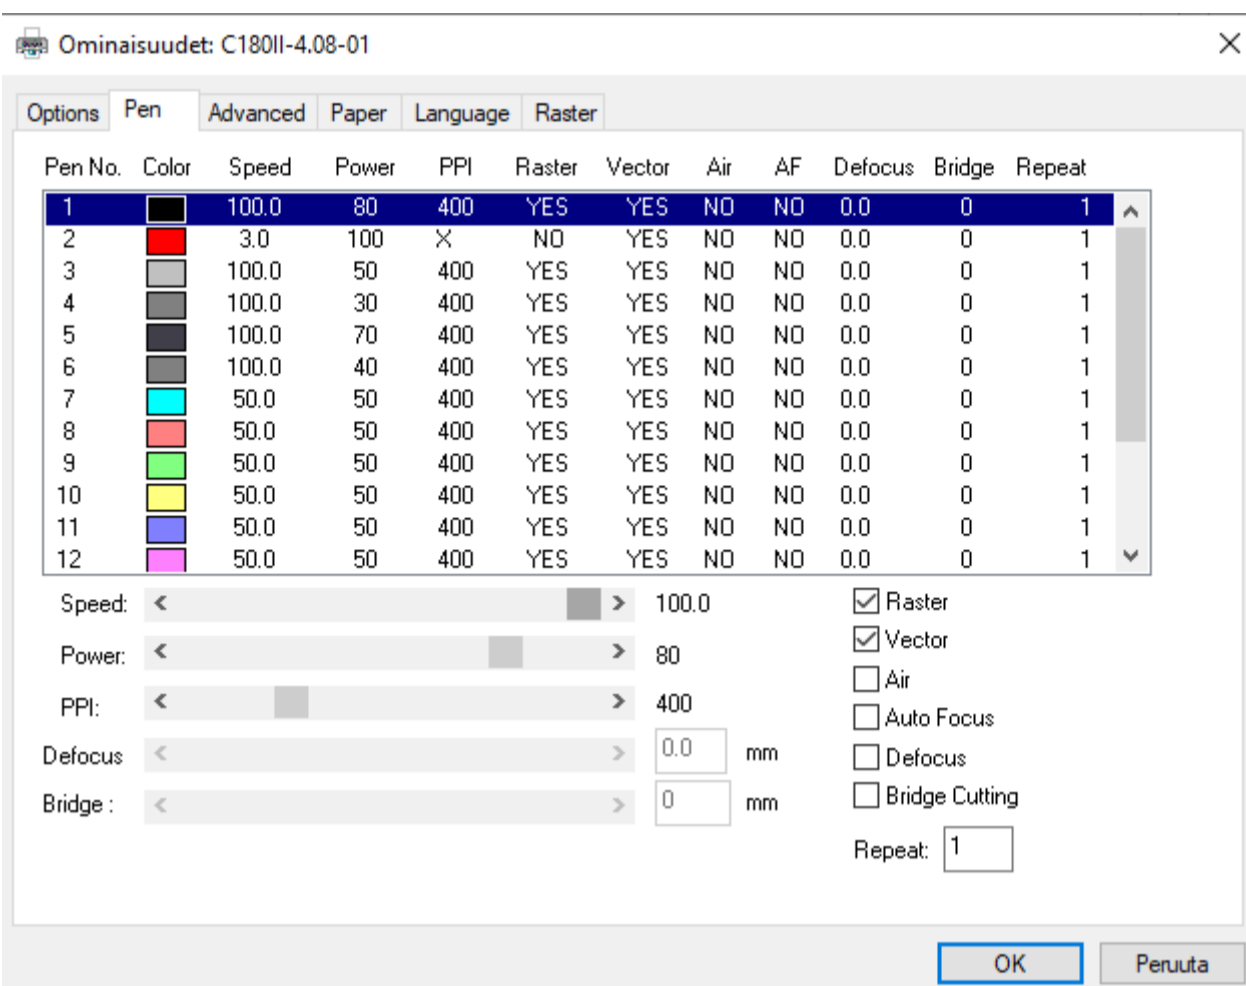 Ominaisuudet: C180II-4.08-01
Options Pen Advanced Paper Language Raster
Pen No. Color Speed Power PPI Raster Vector Air AF Defocus Bridge Repeat
1 100.0 80 400 YES YES NO NO 0.0 0 1
2 3.0 100 X NO YES NO NO 0.0 0 1
3 100.0 50 400 YES YES NO NO 0.0 0 1
4 100.0 30 400 YES YES NO NO 0.0 0 1
5 100.0 70 400 YES YES NO NO 0.0 0 1
6 100.0 40 400 YES YES NO NO 0.0 0 1
7 50.0 50 400 YES YES NO NO 0.0 0 1
8 50.0 50 400 YES YES NO NO 0.0 0 1
9 50.0 50 400 YES YES NO NO 0.0 0 1
10 50.0 50 400 YES YES NO NO 0.0 0 1
11 50.0 50 400 YES YES NO NO 0.0 0 1
12 50.0 50 400 YES YES NO NO 0.0 0 1
Speed: 100.0
Power: 80
PPI: 400
Defocus 0.0 mm
Bridge : 0 mm
Raster
Vector
Air
Auto Focus
Defocus
Bridge Cutting
Repeat: 1
OK Peruuta